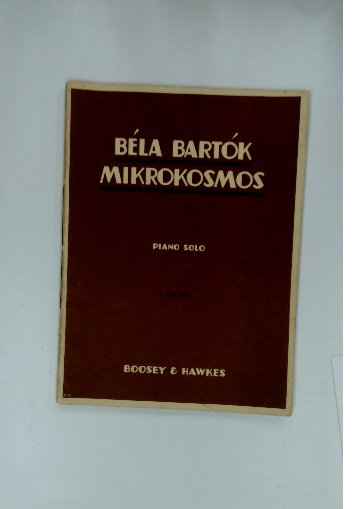 BÉLA BARTÓK
MIKROKOSMOS
PIANO SOLO
BOOSEY & HAWKES